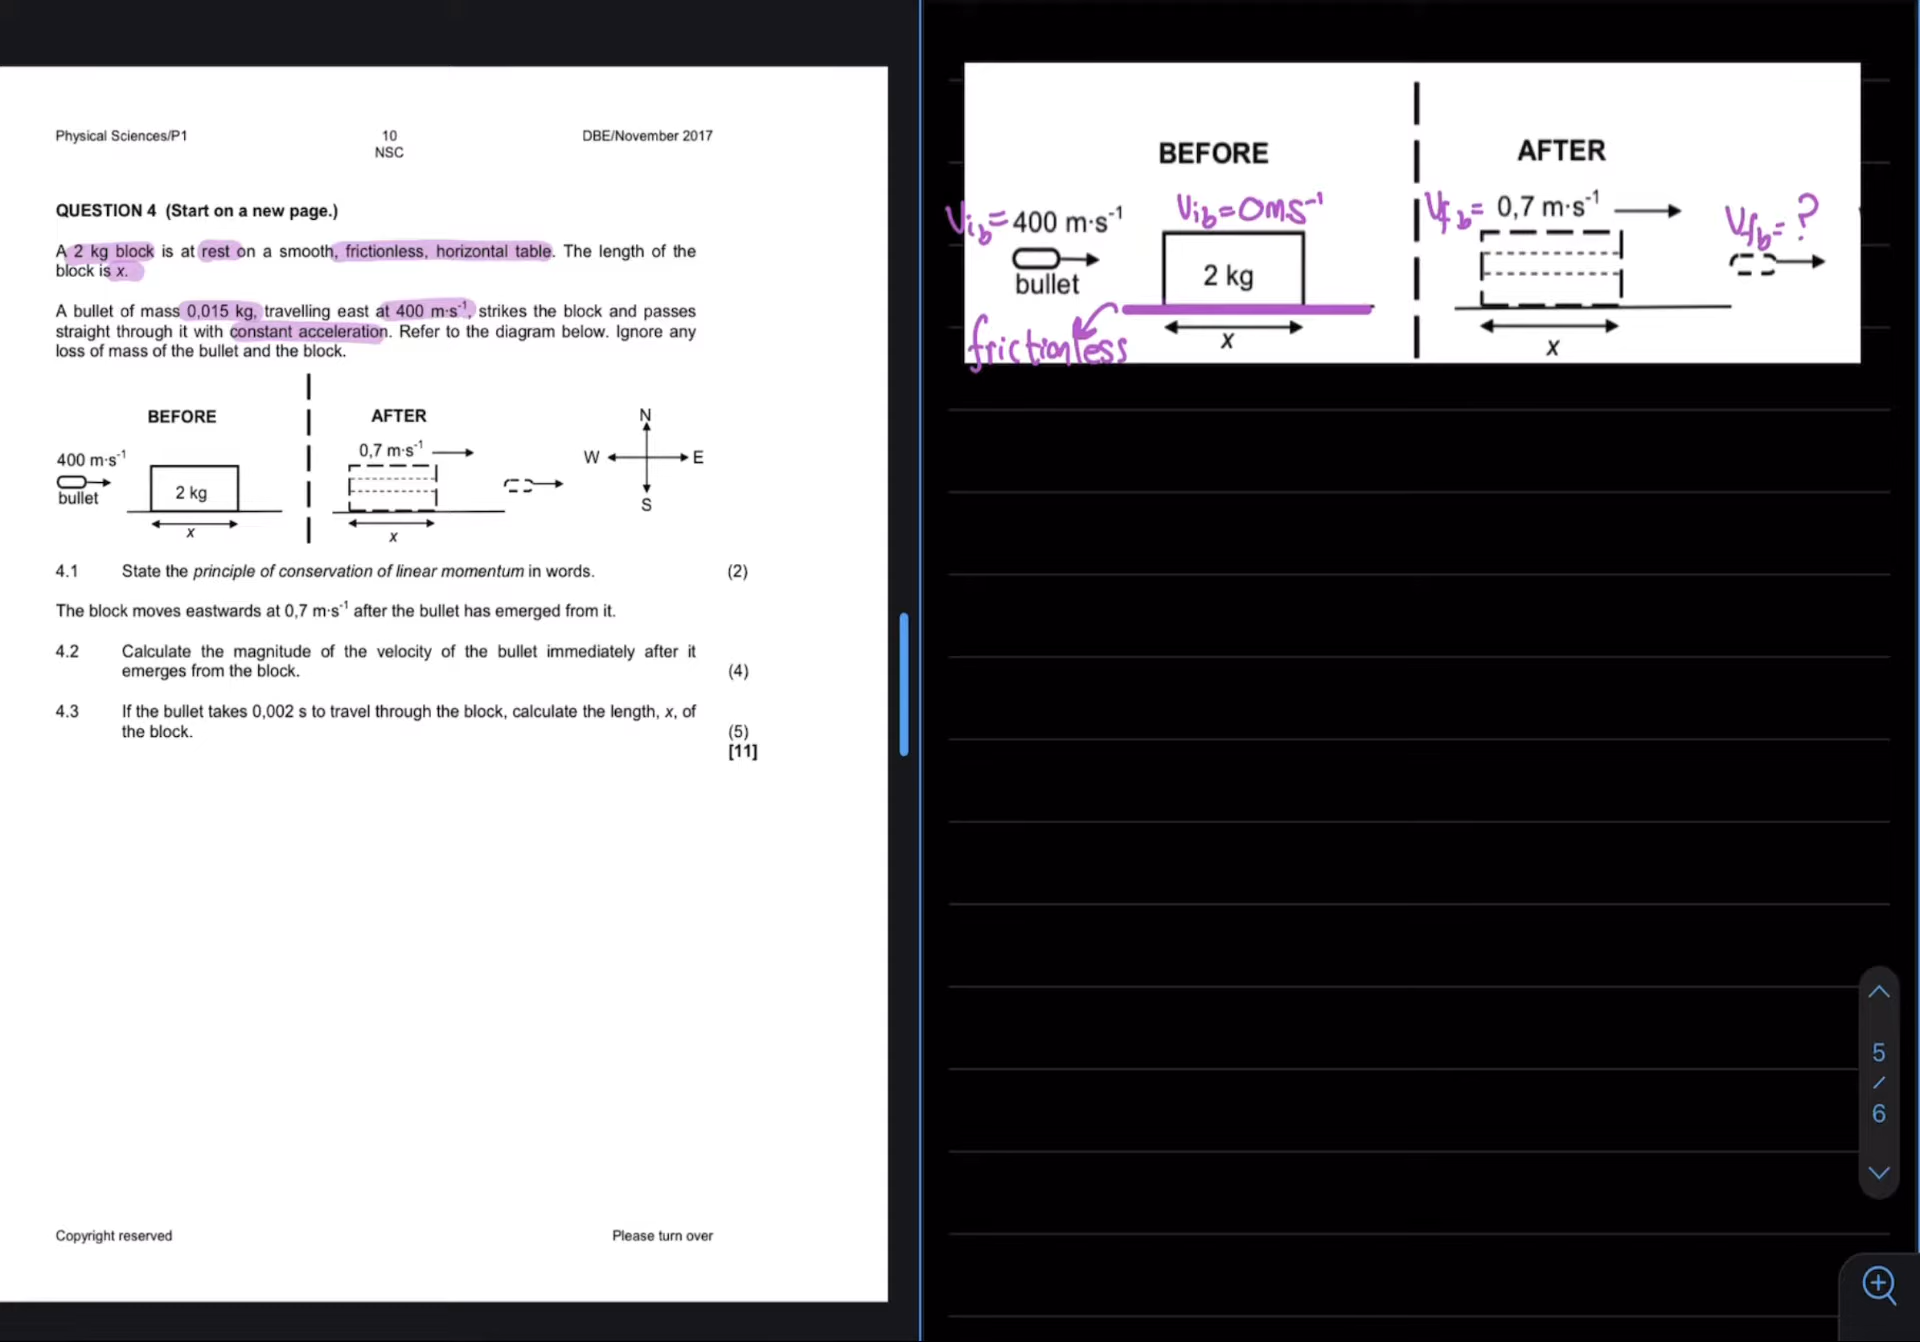 Physical Sciences/P1 10 DBE/November 2017
NSC
QUESTION 4 (Start on a new page.)
A 2 kg block is at rest on a smooth, frictionless, horizontal table. The length of the
block is x.
A bullet of mass 0,015 kg, travelling east at 400 m·s⁻¹, strikes the block and passes
straight through it with constant acceleration. Refer to the diagram below. Ignore any
loss of mass of the bullet and the block.
BEFORE AFTER N
400 m·s⁻¹ 0,7 m·s⁻¹ W E
bullet 2 kg S
x x
4.1 State the principle of conservation of linear momentum in words. (2)
The block moves eastwards at 0,7 m·s⁻¹ after the bullet has emerged from it.
4.2 Calculate the magnitude of the velocity of the bullet immediately after it
emerges from the block. (4)
4.3 If the bullet takes 0,002 s to travel through the block, calculate the length, x, of
the block. (5)
[11]
Copyright reserved Please turn over
BEFORE AFTER
Vib= 400 m·s⁻¹ Vib=0ms⁻¹ Vfb= 0,7 m·s⁻¹ Vfb=?
bullet 2 kg
frictionless x x
5
/
6